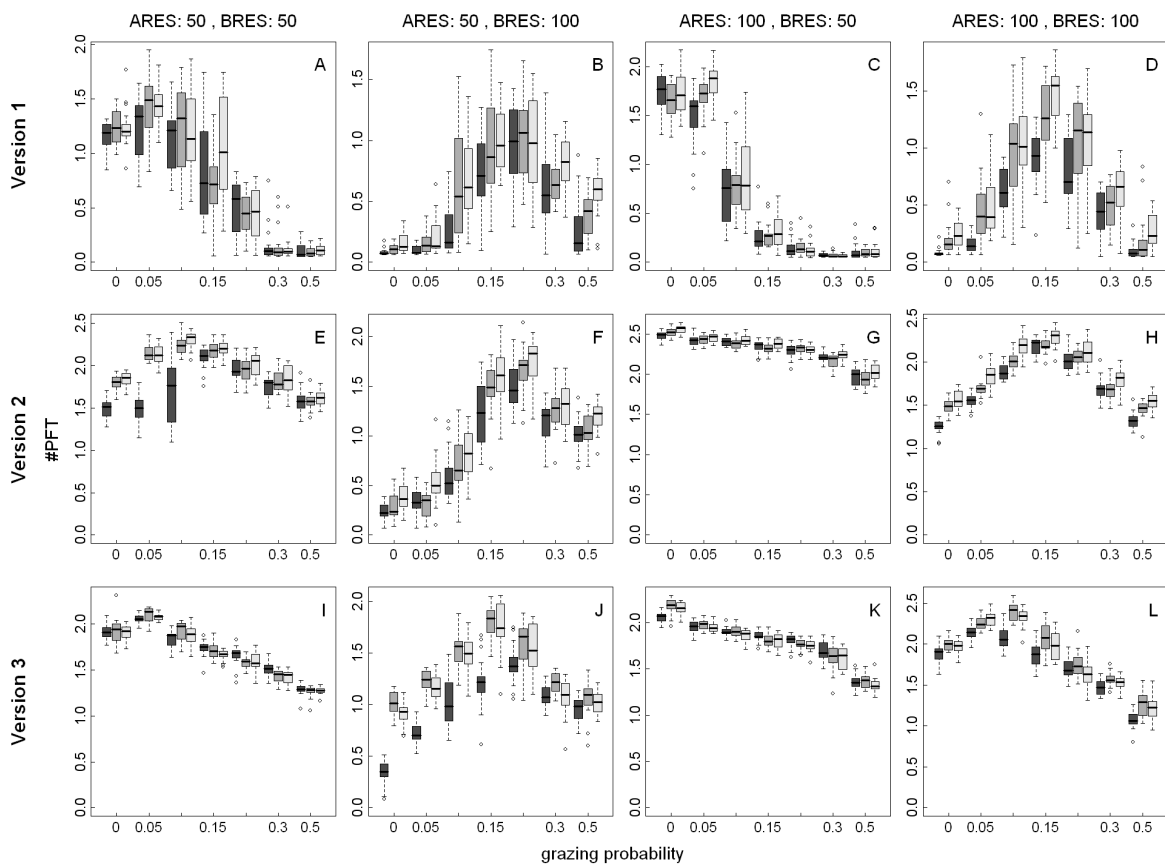 ARES: 50 , BRES: 50
ARES: 50 , BRES: 100
ARES: 100 , BRES: 50
ARES: 100 , BRES: 100
Version 1
A
0.0 0.5 1.0 1.5 2.0
0 0.05 0.15 0.3 0.5
B
0.0 0.5 1.0 1.5
0 0.05 0.15 0.3 0.5
C
0.0 0.5 1.0 1.5 2.0
0 0.05 0.15 0.3 0.5
D
0.0 0.5 1.0 1.5
0 0.05 0.15 0.3 0.5
Version 2
#PFT
E
0.0 0.5 1.0 1.5 2.0 2.5
0 0.05 0.15 0.3 0.5
F
0.0 0.5 1.0 1.5 2.0
0 0.05 0.15 0.3 0.5
G
0.0 0.5 1.0 1.5 2.0 2.5
0 0.05 0.15 0.3 0.5
H
0.0 0.5 1.0 1.5 2.0 2.5
0 0.05 0.15 0.3 0.5
Version 3
I
0.0 0.5 1.0 1.5 2.0
0 0.05 0.15 0.3 0.5
J
0.0 0.5 1.0 1.5 2.0
0 0.05 0.15 0.3 0.5
K
0.0 0.5 1.0 1.5 2.0
0 0.05 0.15 0.3 0.5
L
0.0 0.5 1.0 1.5 2.0 2.5
0 0.05 0.15 0.3 0.5
grazing probability